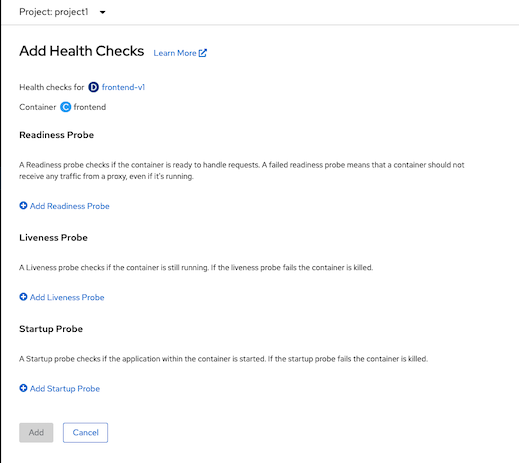 Project: project1
Add Health Checks Learn More
Health checks for D frontend-v1
Container C frontend
Readiness Probe
A Readiness probe checks if the container is ready to handle requests. A failed readiness probe means that a container should not
receive any traffic from a proxy, even if it's running.
Add Readiness Probe
Liveness Probe
A Liveness probe checks if the container is still running. If the liveness probe fails the container is killed.
Add Liveness Probe
Startup Probe
A Startup probe checks if the application within the container is started. If the startup probe fails the container is killed.
Add Startup Probe
Add Cancel